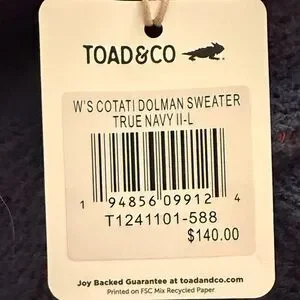 TOAD&CO
W'S COTATI DOLMAN SWEATER
TRUE NAVY II-L
1 94856 09912 4
T1241101-588
$140.00
Joy Backed Guarantee at toadandco.com
Printed on FSC Mix Recycled Paper